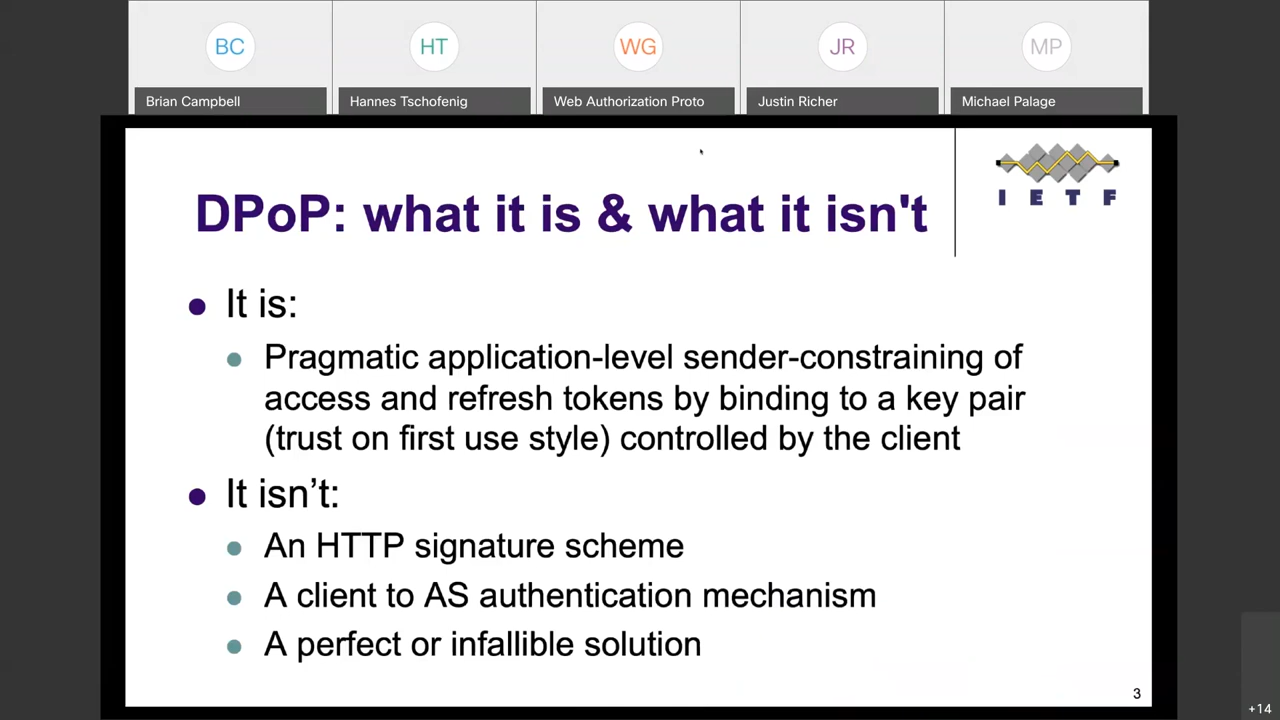 BC
HT
WG
JR
MP
Brian Campbell
Hannes Tschofenig
Web Authorization Proto
Justin Richer
Michael Palage
DPoP: what it is & what it isn't
I E T F
It is:
Pragmatic application-level sender-constraining of
access and refresh tokens by binding to a key pair
(trust on first use style) controlled by the client
It isn’t:
An HTTP signature scheme
A client to AS authentication mechanism
A perfect or infallible solution
3
+14